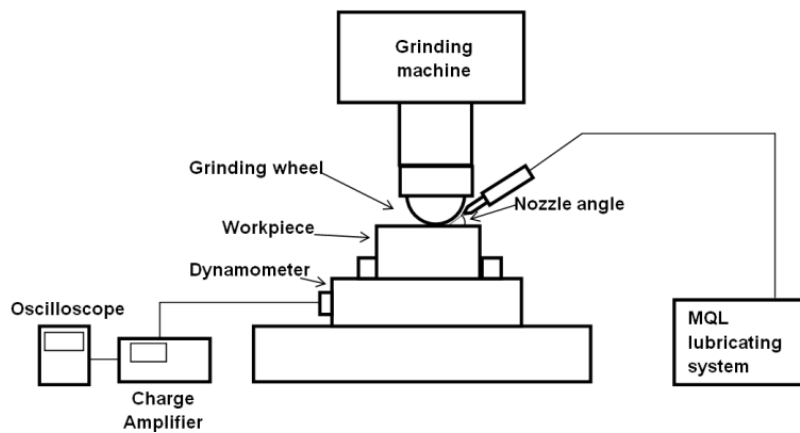 Grinding
machine
Grinding wheel
Nozzle angle
Workpiece
Dynamometer
Oscilloscope
Charge
Amplifier
MQL
lubricating
system